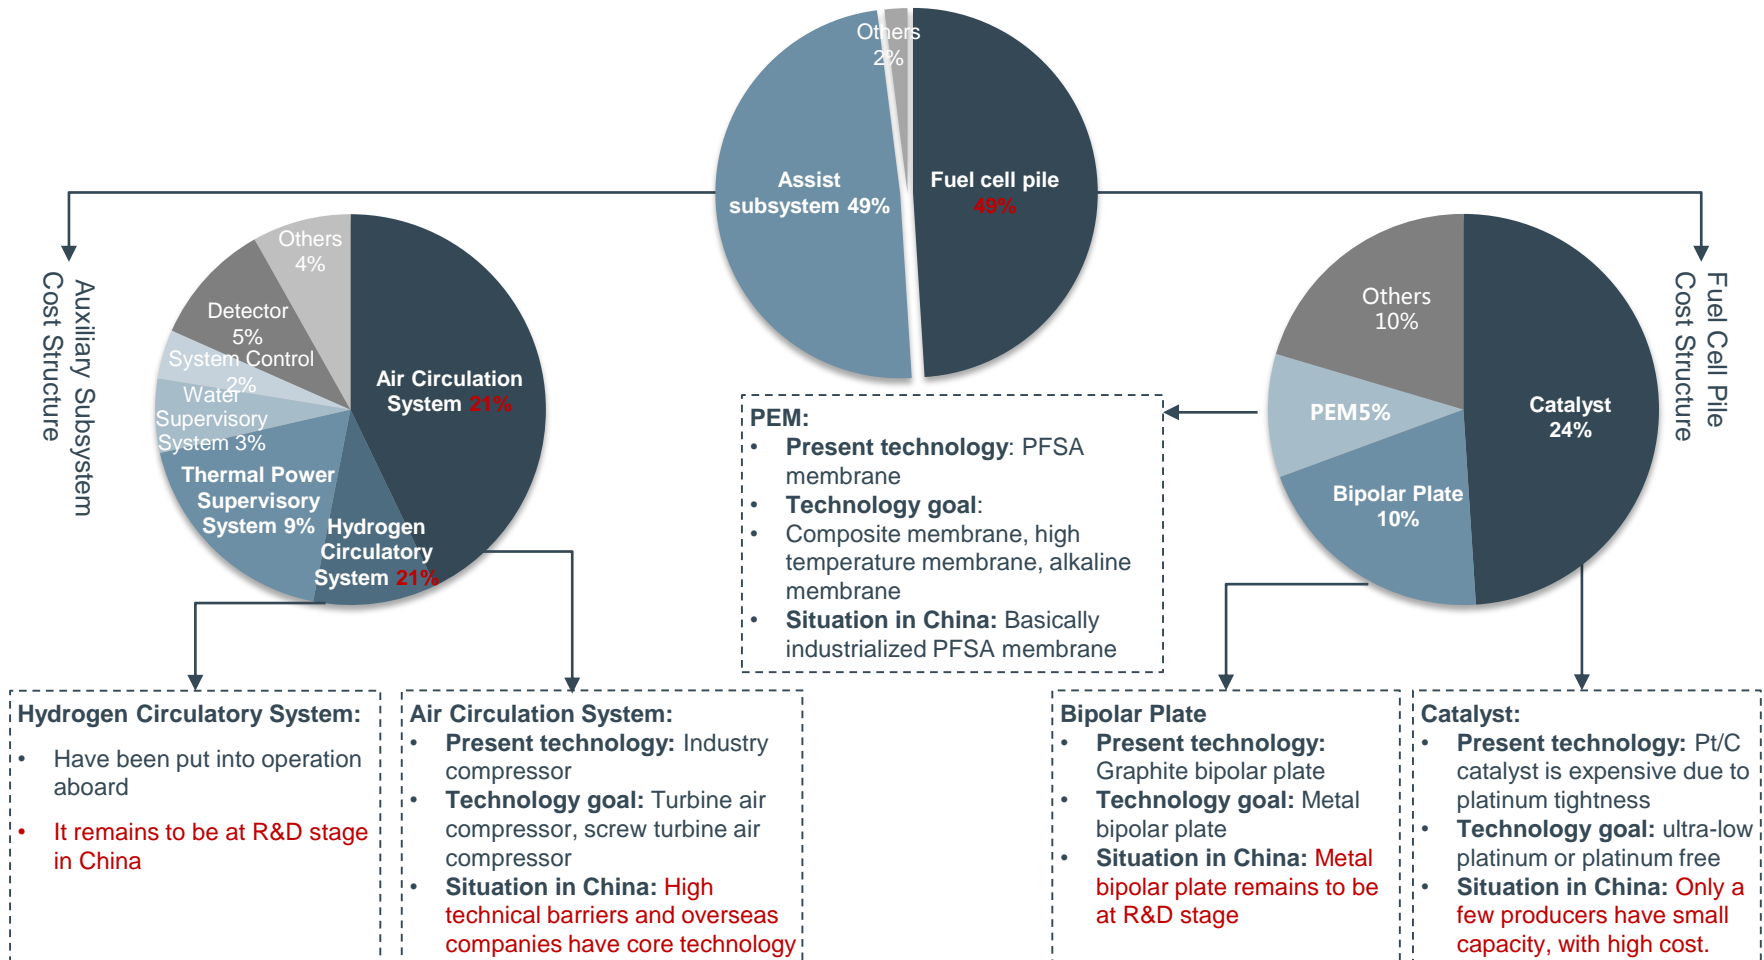 Others
2%
Assist
subsystem 49%
Fuel cell pile
49%
Auxiliary Subsystem
Cost Structure
Others
4%
Detector
5%
System Control
2%
Water
Supervisory
System 3%
Thermal Power
Supervisory
System 9%
Hydrogen
Circulatory
System 21%
Air Circulation
System 21%
Fuel Cell Pile
Cost Structure
Others
10%
PEM5%
Catalyst
24%
Bipolar Plate
10%
PEM:
• Present technology: PFSA
membrane
• Technology goal:
• Composite membrane, high
temperature membrane, alkaline
membrane
• Situation in China: Basically
industrialized PFSA membrane
Hydrogen Circulatory System:
• Have been put into operation
aboard
• It remains to be at R&D stage
in China
Air Circulation System:
• Present technology: Industry
compressor
• Technology goal: Turbine air
compressor, screw turbine air
compressor
• Situation in China: High
technical barriers and overseas
companies have core technology
Bipolar Plate
• Present technology:
Graphite bipolar plate
• Technology goal: Metal
bipolar plate
• Situation in China: Metal
bipolar plate remains to be
at R&D stage
Catalyst:
• Present technology: Pt/C
catalyst is expensive due to
platinum tightness
• Technology goal: ultra-low
platinum or platinum free
• Situation in China: Only a
few producers have small
capacity, with high cost.